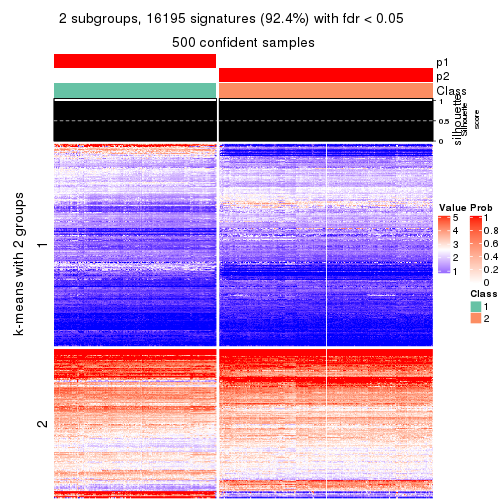 2 subgroups, 16195 signatures (92.4%) with fdr < 0.05
500 confident samples
p1
p2
Class
silhouette
Silhouette
score
1
0.5
0
k-means with 2 groups
1
2
Value
5
4
3
2
1
Prob
1
0.8
0.6
0.4
0.2
0
Class
1
2